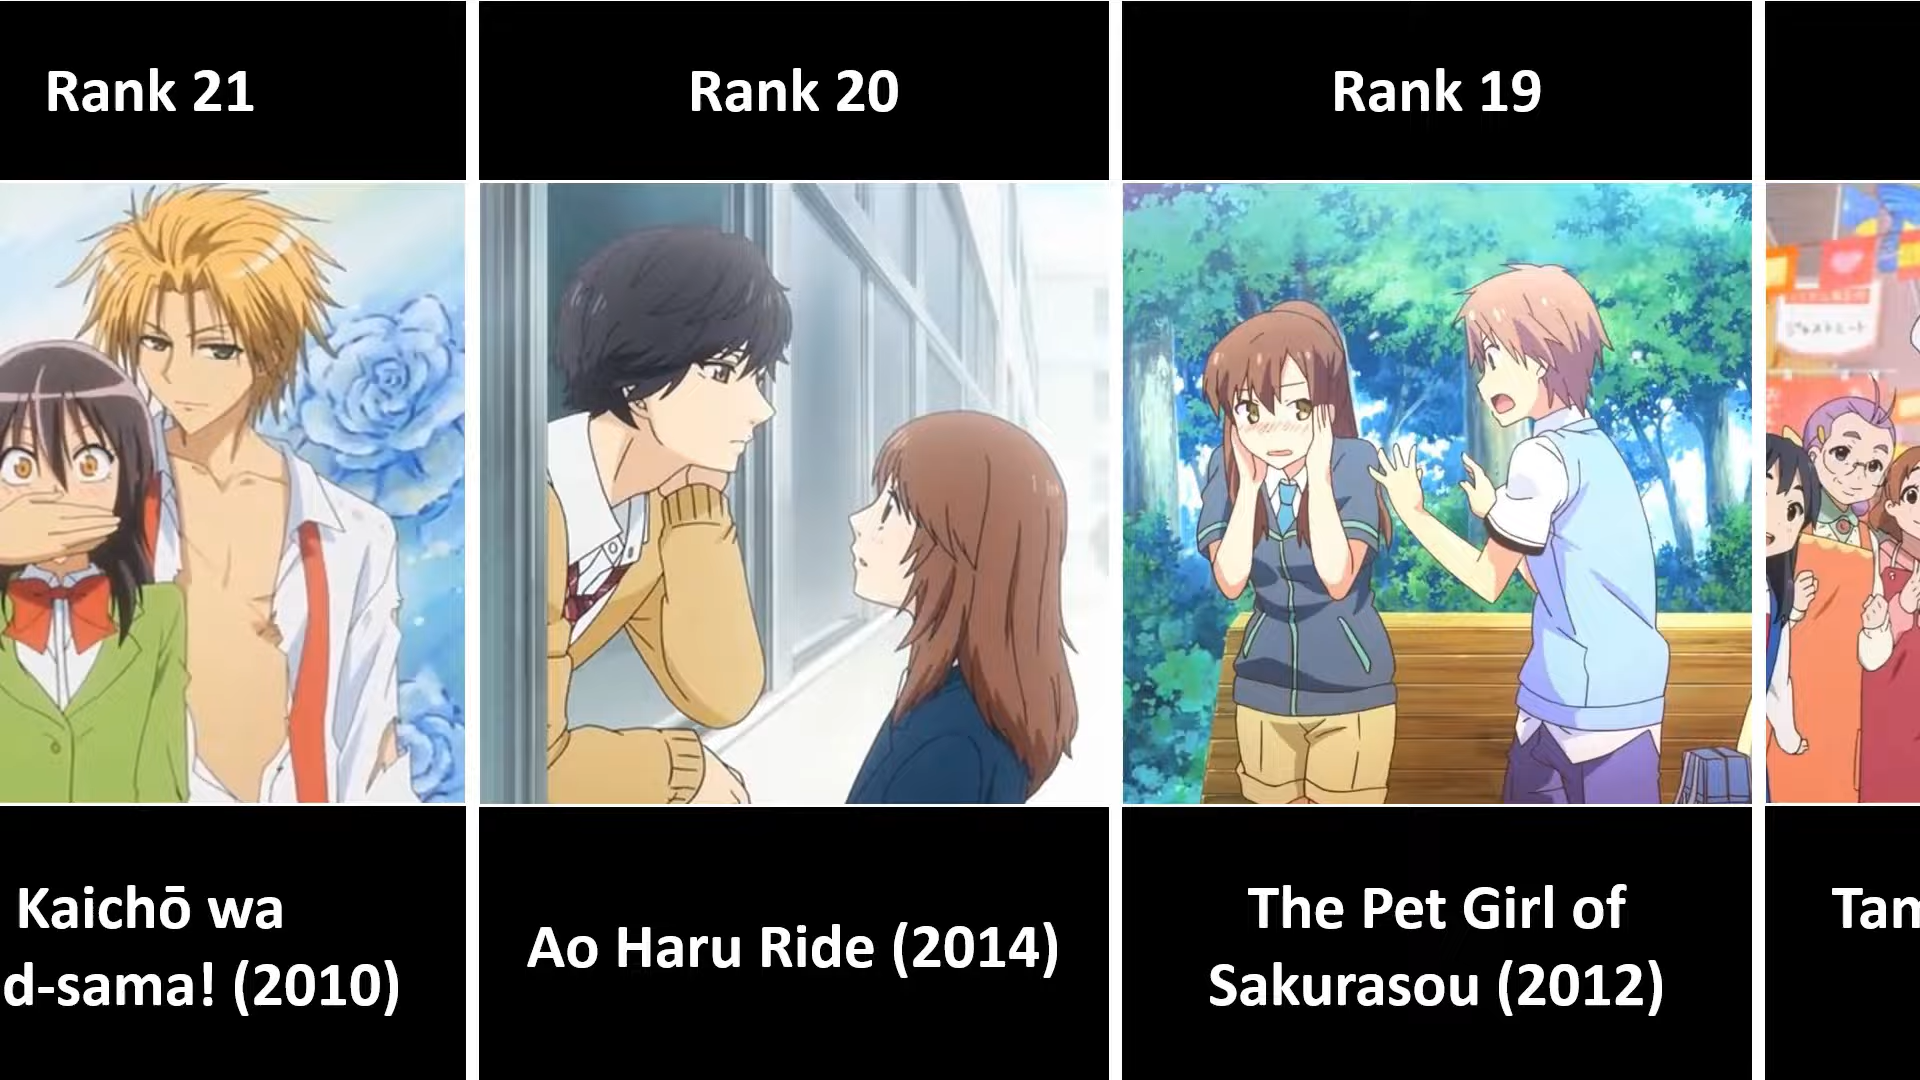 Rank 21
Rank 20
Rank 19
Kaichō wa
d-sama! (2010)
Ao Haru Ride (2014)
The Pet Girl of
Sakurasou (2012)
Tam